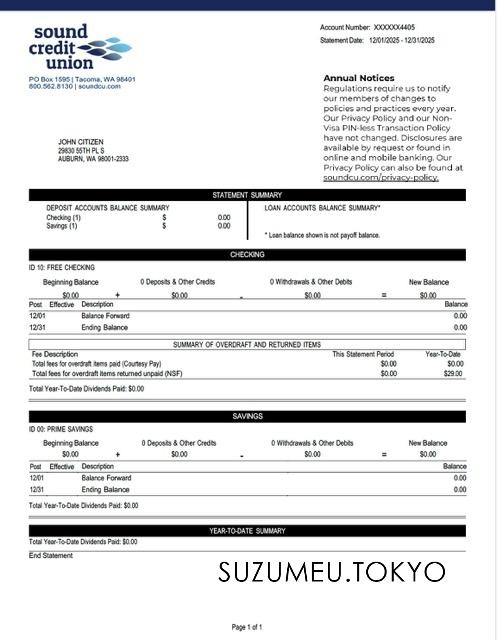 sound
credit
union
PO Box 1595 | Tacoma, WA 98401
800.562.8130 | soundcu.com
Account Number: XXXXXX4405
Statement Date: 12/01/2025 - 12/31/2025
Annual Notices
Regulations require us to notify
our members of changes to
policies and practices every year.
Our Privacy Policy and our Non-
Visa PIN-less Transaction Policy
have not changed. Disclosures are
available by request or found in
online and mobile banking. Our
Privacy Policy can also be found at
soundcu.com/privacy-policy.
JOHN CITIZEN
29830 55TH PL S
AUBURN, WA 98001-2333
STATEMENT SUMMARY
DEPOSIT ACCOUNTS BALANCE SUMMARY
Checking (1) $ 0.00
Savings (1) $ 0.00
LOAN ACCOUNTS BALANCE SUMMARY*
* Loan balance shown is not payoff balance.
CHECKING
ID 10: FREE CHECKING
Beginning Balance 0 Deposits & Other Credits 0 Withdrawals & Other Debits New Balance
$0.00 + $0.00 - $0.00 = $0.00
Post Effective Description Balance
12/01 Balance Forward 0.00
12/31 Ending Balance 0.00
SUMMARY OF OVERDRAFT AND RETURNED ITEMS
Fee Description This Statement Period Year-To-Date
Total fees for overdraft items paid (Courtesy Pay) $0.00 $0.00
Total fees for overdraft items returned unpaid (NSF) $0.00 $29.00
Total Year-To-Date Dividends Paid: $0.00
SAVINGS
ID 00: PRIME SAVINGS
Beginning Balance 0 Deposits & Other Credits 0 Withdrawals & Other Debits New Balance
$0.00 + $0.00 - $0.00 = $0.00
Post Effective Description Balance
12/01 Balance Forward 0.00
12/31 Ending Balance 0.00
Total Year-To-Date Dividends Paid: $0.00
YEAR-TO-DATE SUMMARY
Total Year-To-Date Dividends Paid: $0.00
End Statement
SUZUMEU.TOKYO
Page 1 of 1